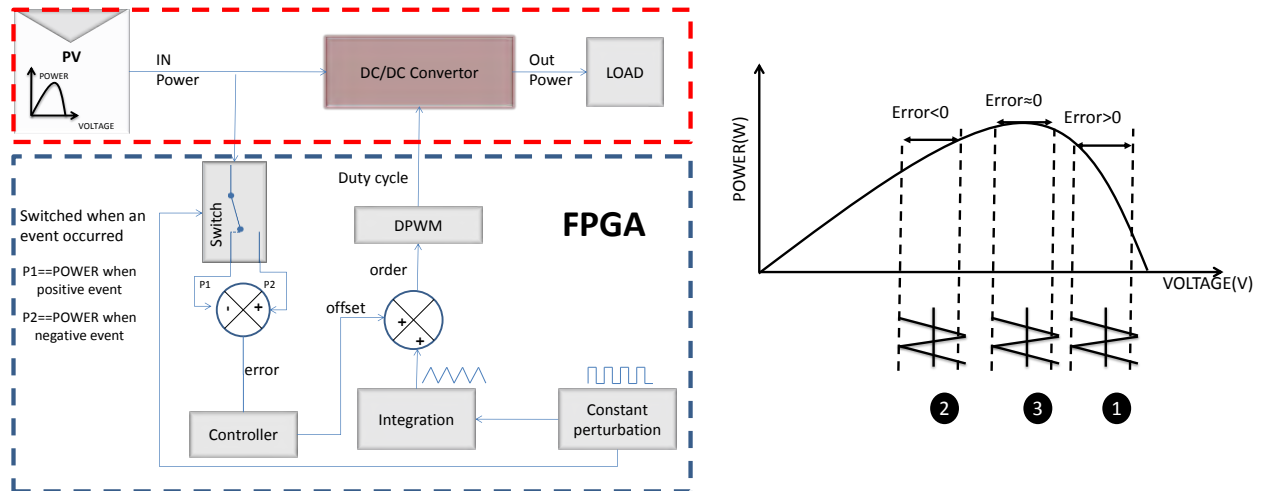 PV
POWER
VOLTAGE
IN
Power
DC/DC Convertor
Out
Power
LOAD
Duty cycle
Switched when an
event occurred
P1==POWER when
positive event
P2==POWER when
negative event
Switch
P1
P2
-
+
error
Controller
DPWM
FPGA
order
offset
+
+
Integration
Constant
perturbation
POWER(W)
Error<0
Error≈0
Error>0
VOLTAGE(V)
2
3
1